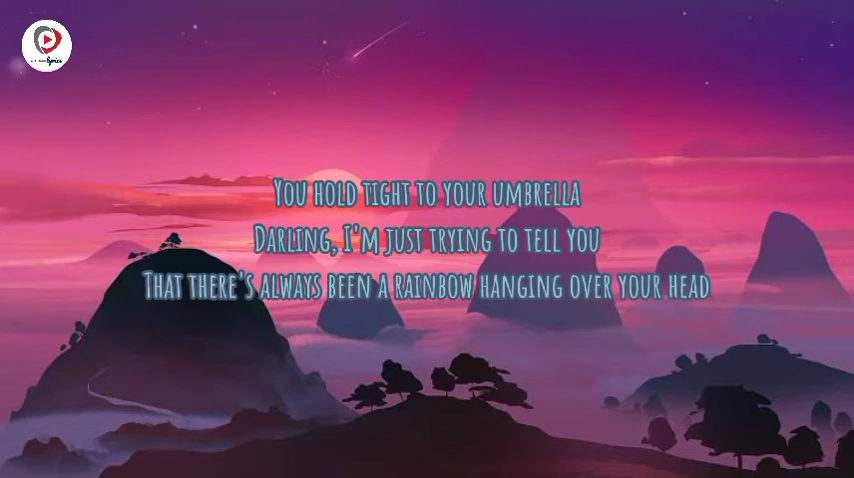 lyrics
You hold tight to your umbrella
Darling, I'm just trying to tell you
That there's always been a rainbow hanging over your head